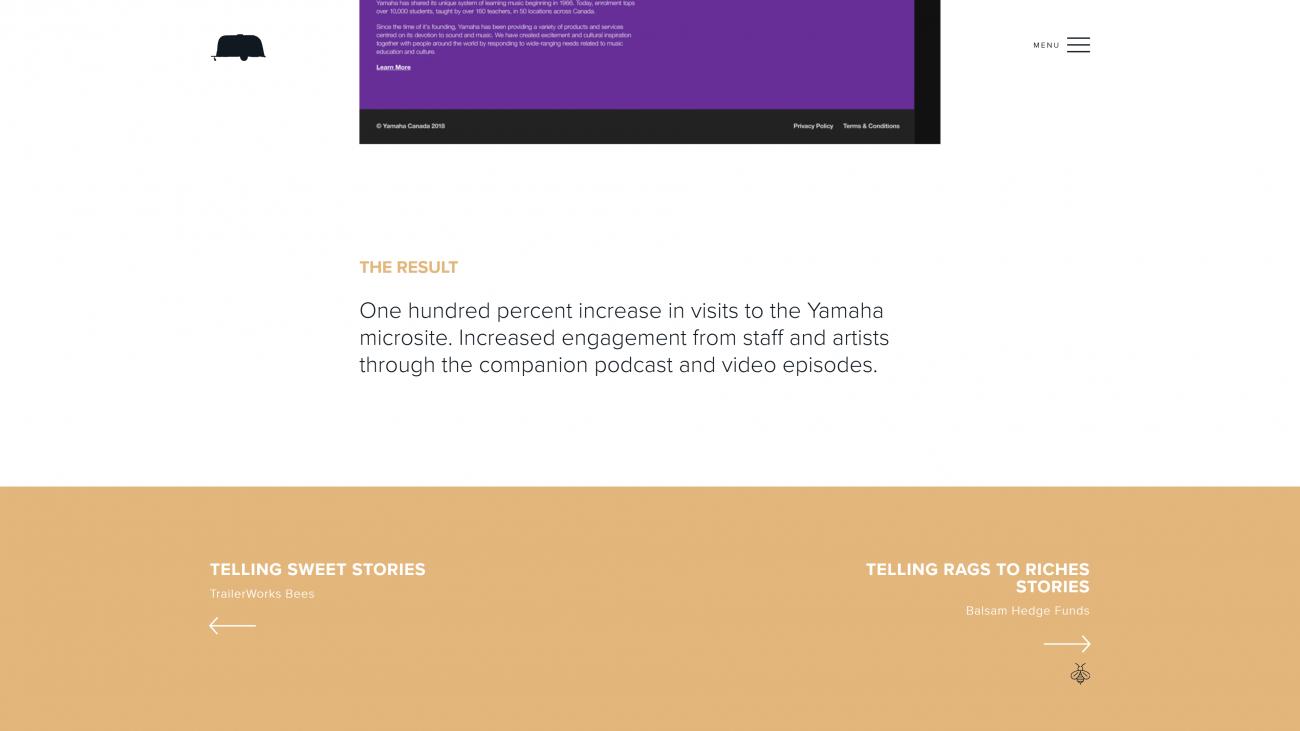 Yamaha has shared its unique system of learning music beginning in 1966. Today, enrolment tops
over 10,000 students, taught by over 160 teachers, in 50 locations across Canada.
Since the time of it's founding, Yamaha has been providing a variety of products and services
centred on its devotion to sound and music. We have created excitement and cultural inspiration
together with people around the world by responding to wide-ranging needs related to music
education and culture.
Learn More
MENU
© Yamaha Canada 2018
Privacy Policy Terms & Conditions
THE RESULT
One hundred percent increase in visits to the Yamaha
microsite. Increased engagement from staff and artists
through the companion podcast and video episodes.
TELLING SWEET STORIES
TrailerWorks Bees
TELLING RAGS TO RICHES
STORIES
Balsam Hedge Funds